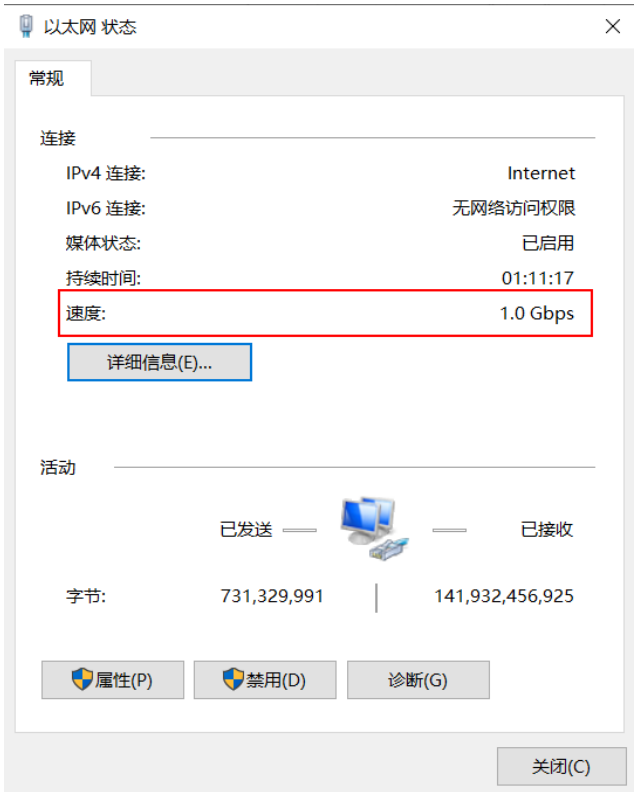 以太网 状态
常规
连接
IPv4 连接: Internet
IPv6 连接: 无网络访问权限
媒体状态: 已启用
持续时间: 01:11:17
速度: 1.0 Gbps
详细信息(E)...
活动
已发送 已接收
字节: 731,329,991 141,932,456,925
属性(P) 禁用(D) 诊断(G)
关闭(C)